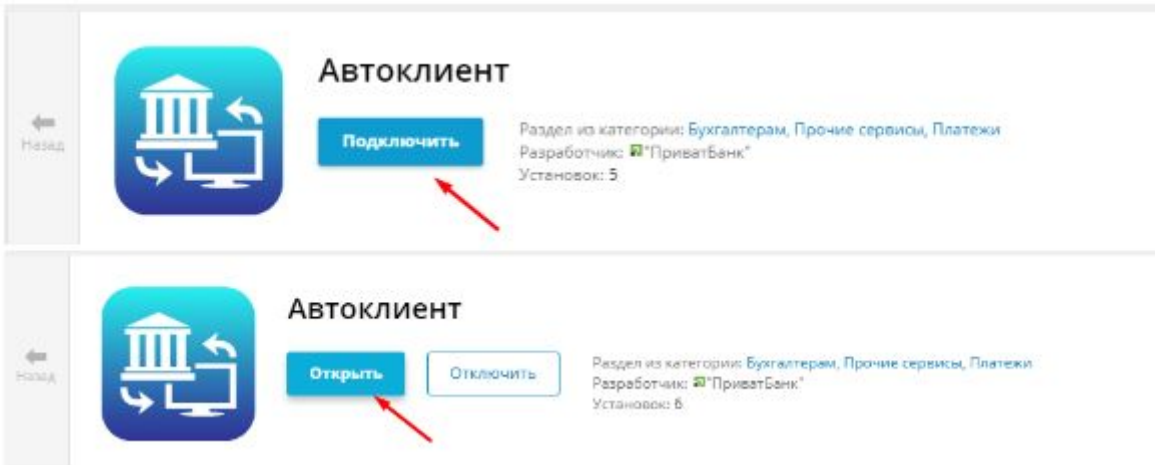 Автоклиент
Назад
Подключить
Раздел из категории: Бухгалтерам, Прочие сервисы, Платежи
Разработчик: "ПриватБанк"
Установок: 5
Автоклиент
Назад
Открыть
Отключить
Раздел из категории: Бухгалтерам, Прочие сервисы, Платежи
Разработчик: "ПриватБанк"
Установок: 6